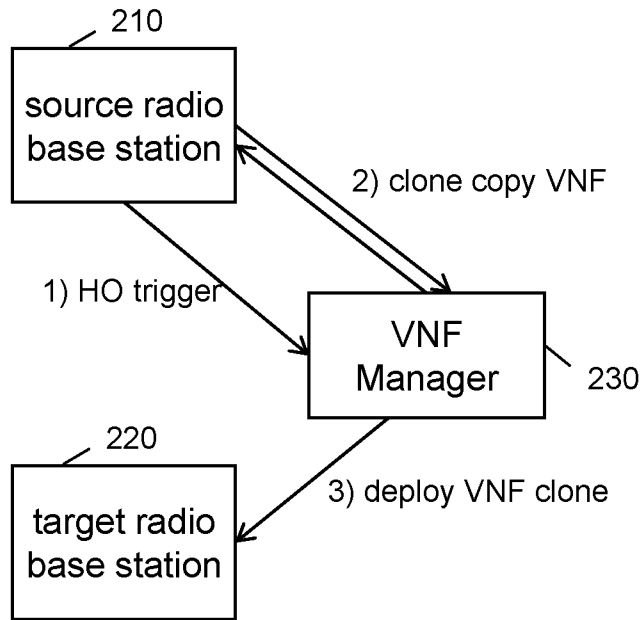 210
source radio
base station
2) clone copy VNF
1) HO trigger
VNF
Manager
230
220
3) deploy VNF clone
target radio
base station